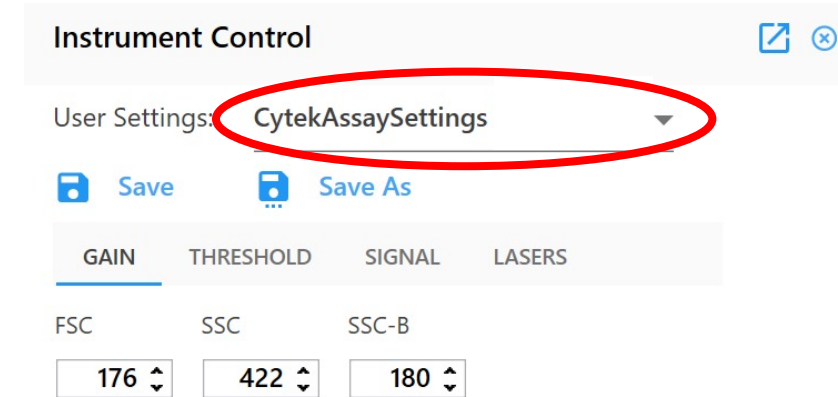 Instrument Control
User Settings: CytekAssaySettings
Save Save As
GAIN THRESHOLD SIGNAL LASERS
FSC SSC SSC-B
176 422 180